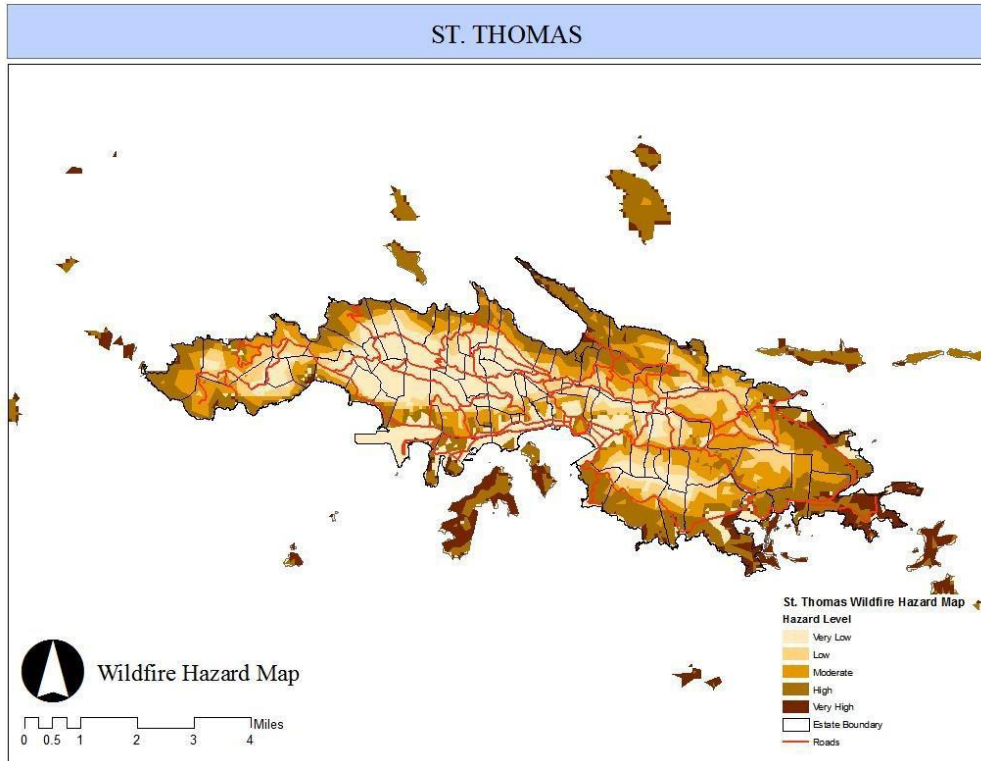 ST. THOMAS
St. Thomas Wildfire Hazard Map
Hazard Level
Very Low
Low
Moderate
High
Very High
Estate Boundary
Roads
Wildfire Hazard Map
Miles
0 0.5 1 2 3 4